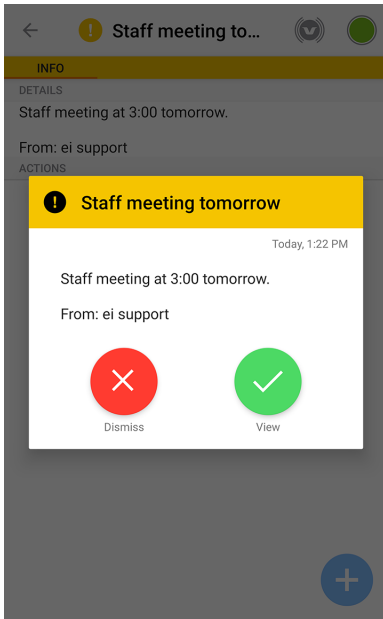 Staff meeting to...
INFO
DETAILS
Staff meeting at 3:00 tomorrow.
From: ei support
ACTIONS
Staff meeting tomorrow
Today, 1:22 PM
Staff meeting at 3:00 tomorrow.
From: ei support
Dismiss
View